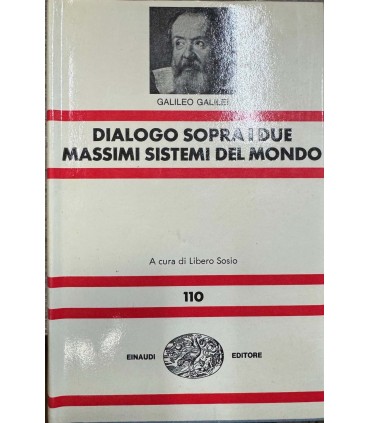 GALILEO GALILEI
DIALOGO SOPRA I DUE
MASSIMI SISTEMI DEL MONDO
A cura di Libero Sosio
110
EINAUDI EDITORE